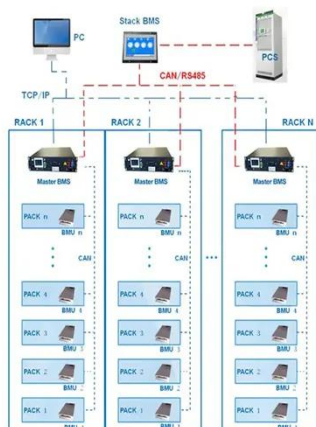 PC
Stack BMS
PCS
CAN/RS485
TCP/IP
RACK 1
RACK 2
RACK N
Master BMS
Master BMS
Master BMS
PACK n
PACK n
PACK n
BMU n
BMU n
BMU n
CAN
CAN
CAN
...
PACK 4
PACK 4
PACK 4
BMU 4
BMU 4
BMU 4
PACK 3
PACK 3
PACK 3
BMU 3
BMU 3
BMU 3
PACK 2
PACK 2
PACK 2
BMU 2
BMU 2
BMU 2
PACK 1
PACK 1
PACK 1